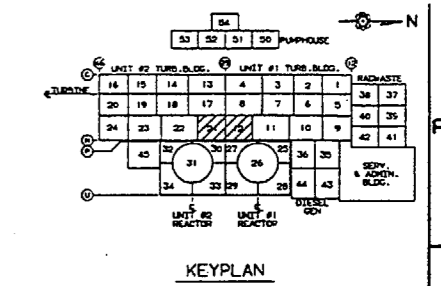 54
53 52 51 50 PUMPHOUSE
N
UNIT #2 TURB.BLDG. UNIT #1 TURB.BLDG.
C
TURBINE
16 15 14 13 4 3 2 1
RADWASTE
38 37
20 19 18 17 8 7 6 5
40 39
24 23 22 21 12 11 10 9
42 41
N
P
45 32 31 30 27 26 25 36 35
SERV.
& ADMIN.
BLDG.
U
34 33 29 28 44 43
UNIT #2
REACTOR
UNIT #1
REACTOR
DIESEL
GEN
KEYPLAN